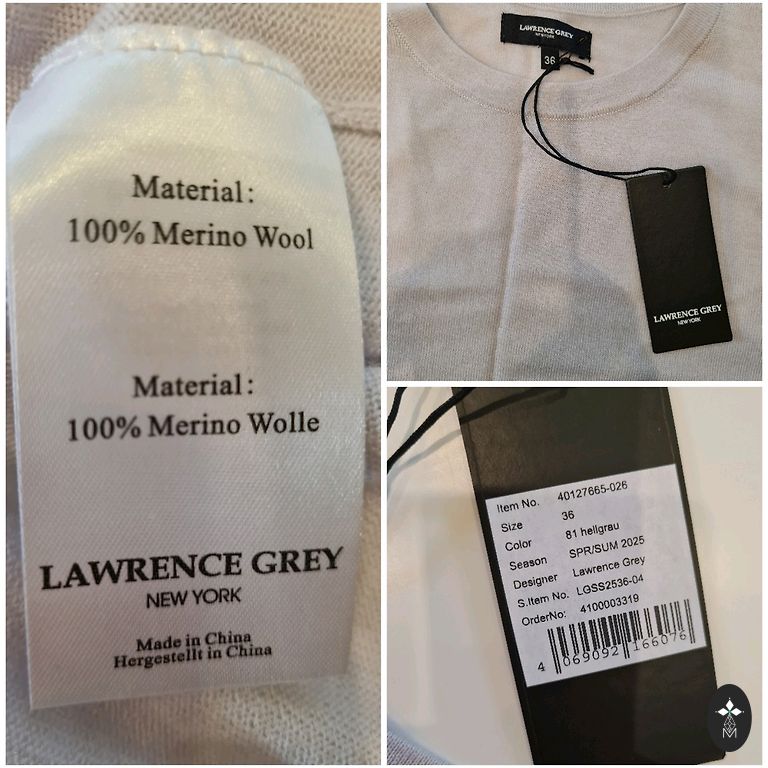 Material:
100% Merino Wool
Material:
100% Merino Wolle
LAWRENCE GREY
NEW YORK
Made in China
Hergestellt in China
LAWRENCE GREY
NEW YORK
36
LAWRENCE GREY
NEW YORK
Item No. 40127665-026
Size 36
Color 81 hellgrau
Season SPR/SUM 2025
Designer Lawrence Grey
S.Item No. LGSS2536-04
OrderNo: 4100003319
4 069092 166076
M